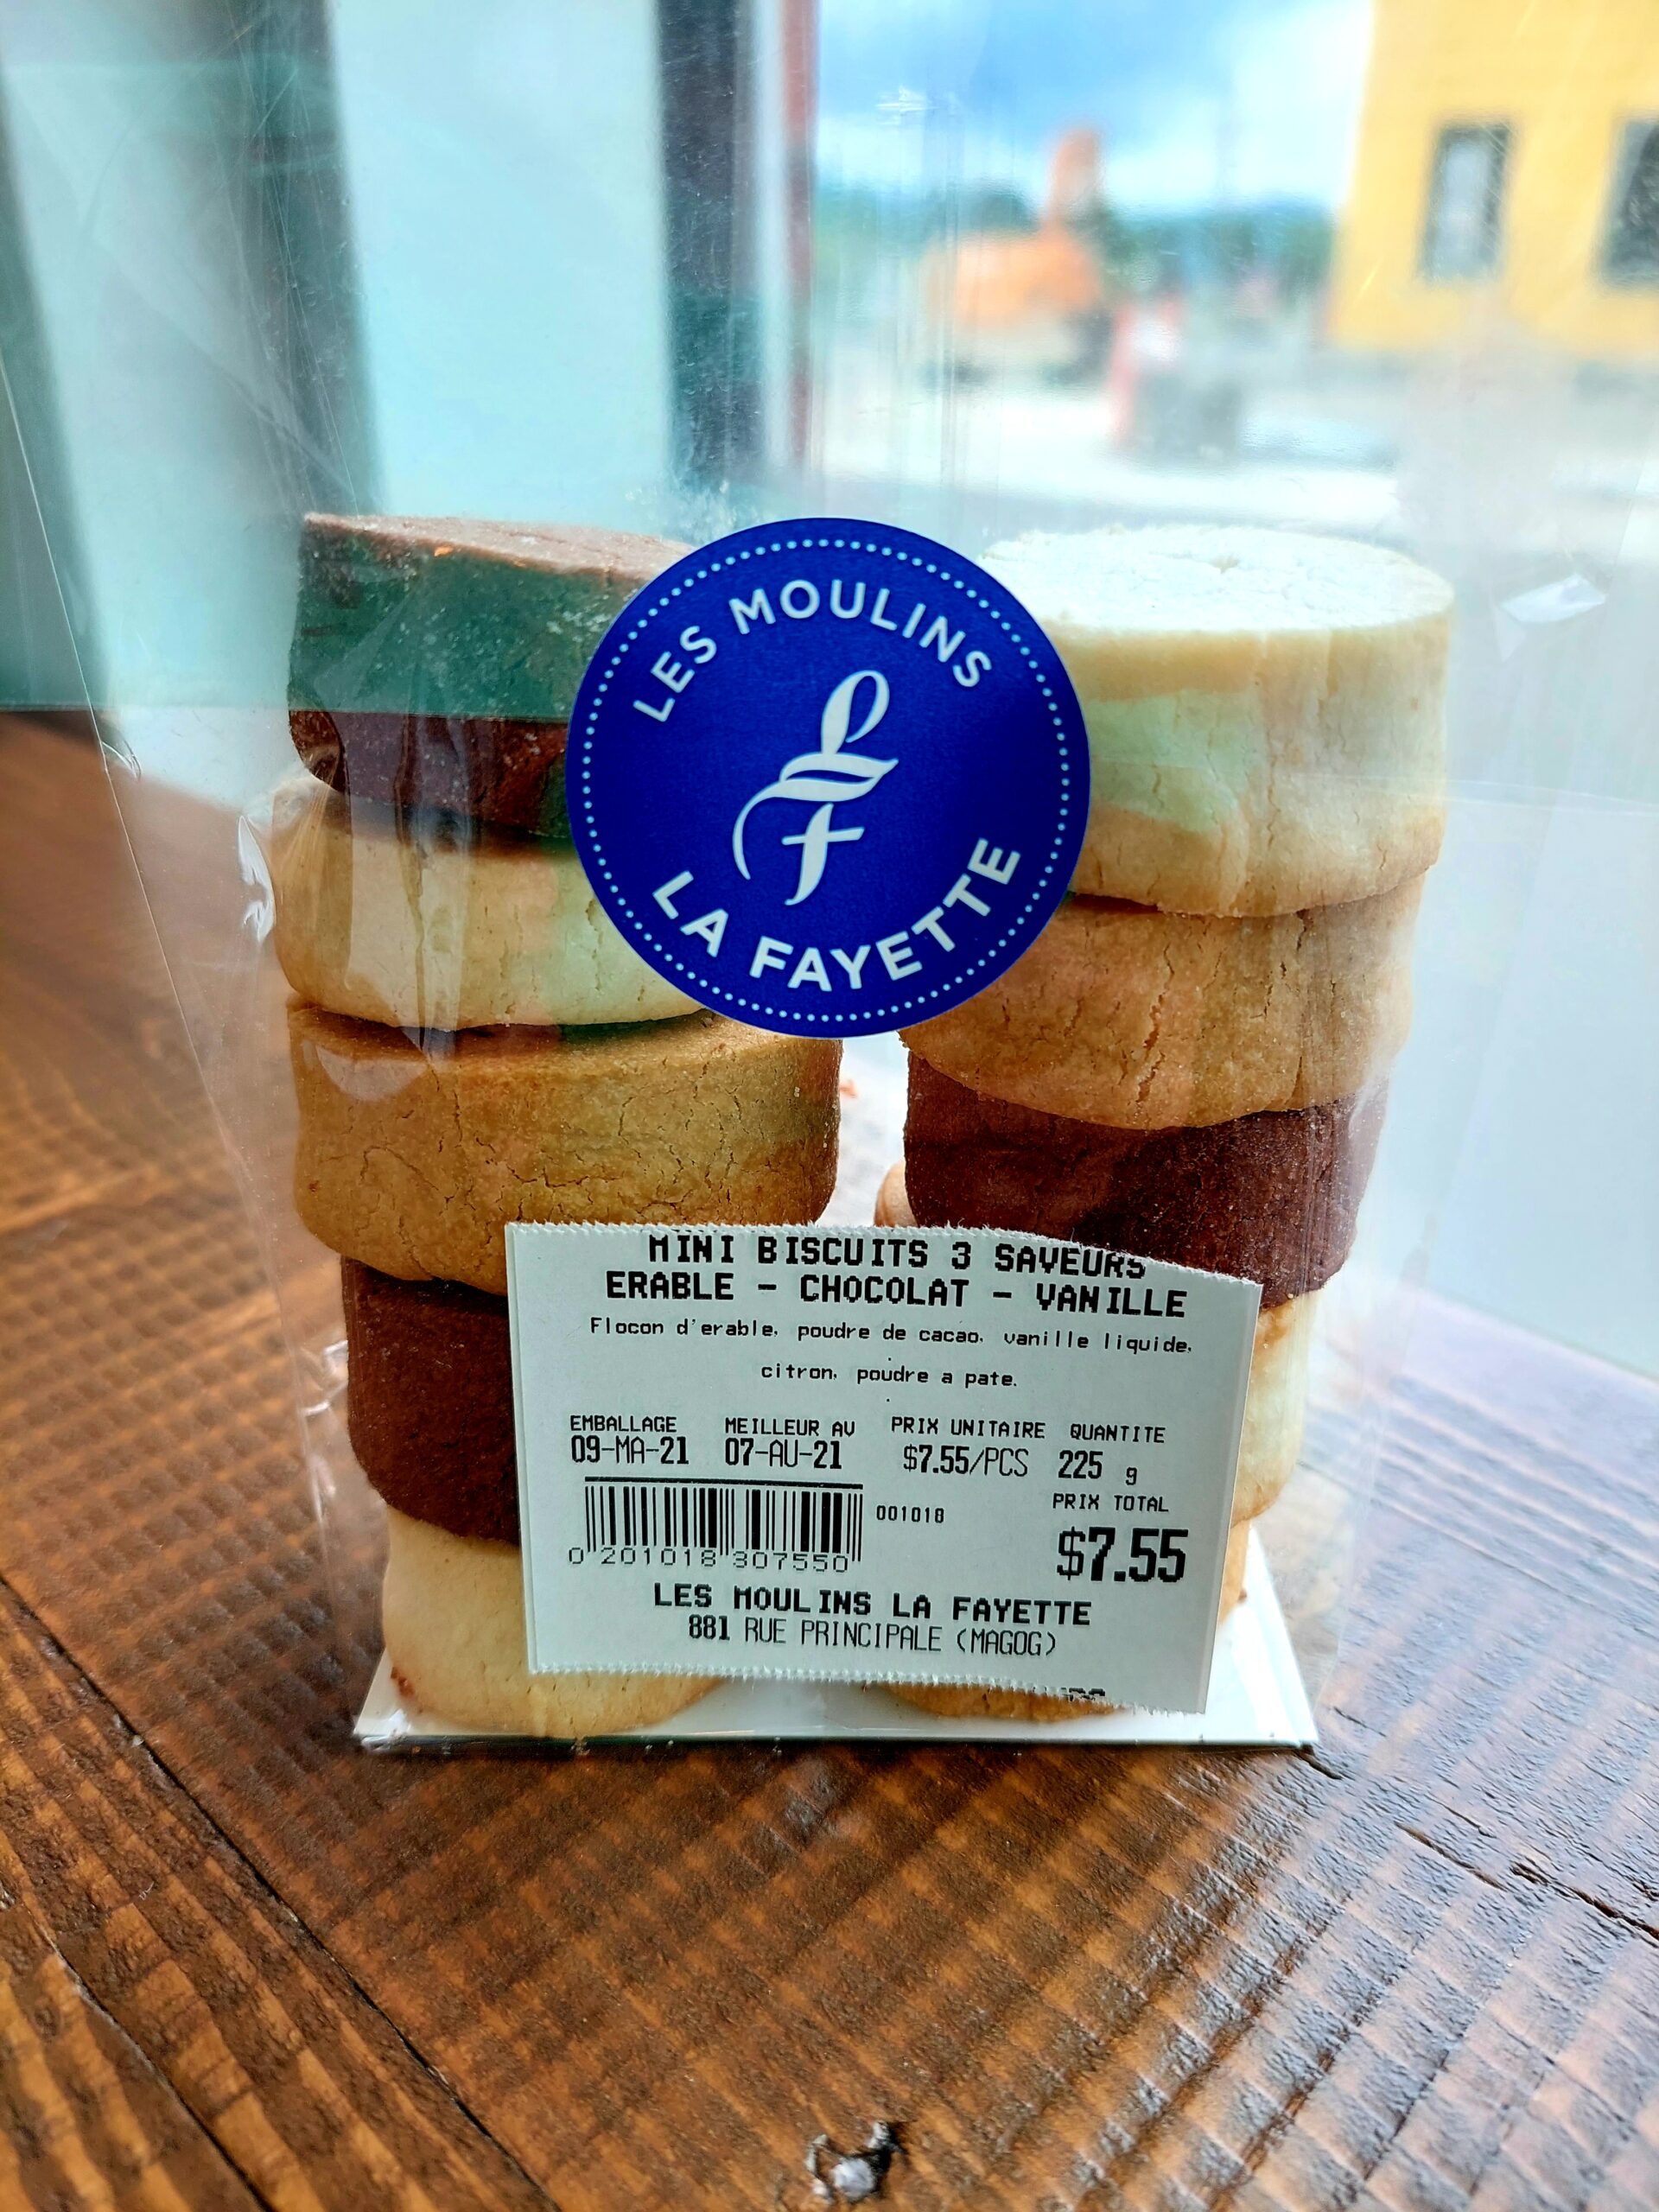 LES MOULINS
LA FAYETTE
MINI BISCUITS 3 SAVEURS
ERABLE - CHOCOLAT - VANILLE
Flocon d'erable, poudre de cacao, vanille liquide,
citron, poudre a pate.
EMBALLAGE MEILLEUR AV PRIX UNITAIRE QUANTITE
09-MA-21 07-AU-21 $7.55/PCS 225 g
PRIX TOTAL
001018
$7.55
0 201018 307550
LES MOULINS LA FAYETTE
881 RUE PRINCIPALE (MAGOG)